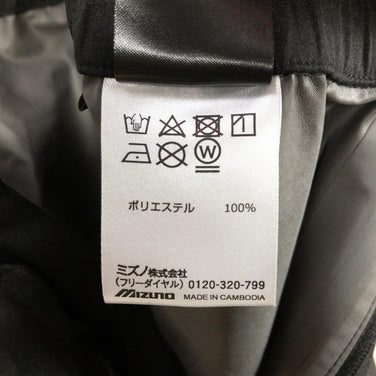 W
ポリエステル 100%
ミズノ株式会社
(フリーダイヤル) 0120-320-799
MIZUNO MADE IN CAMBODIA